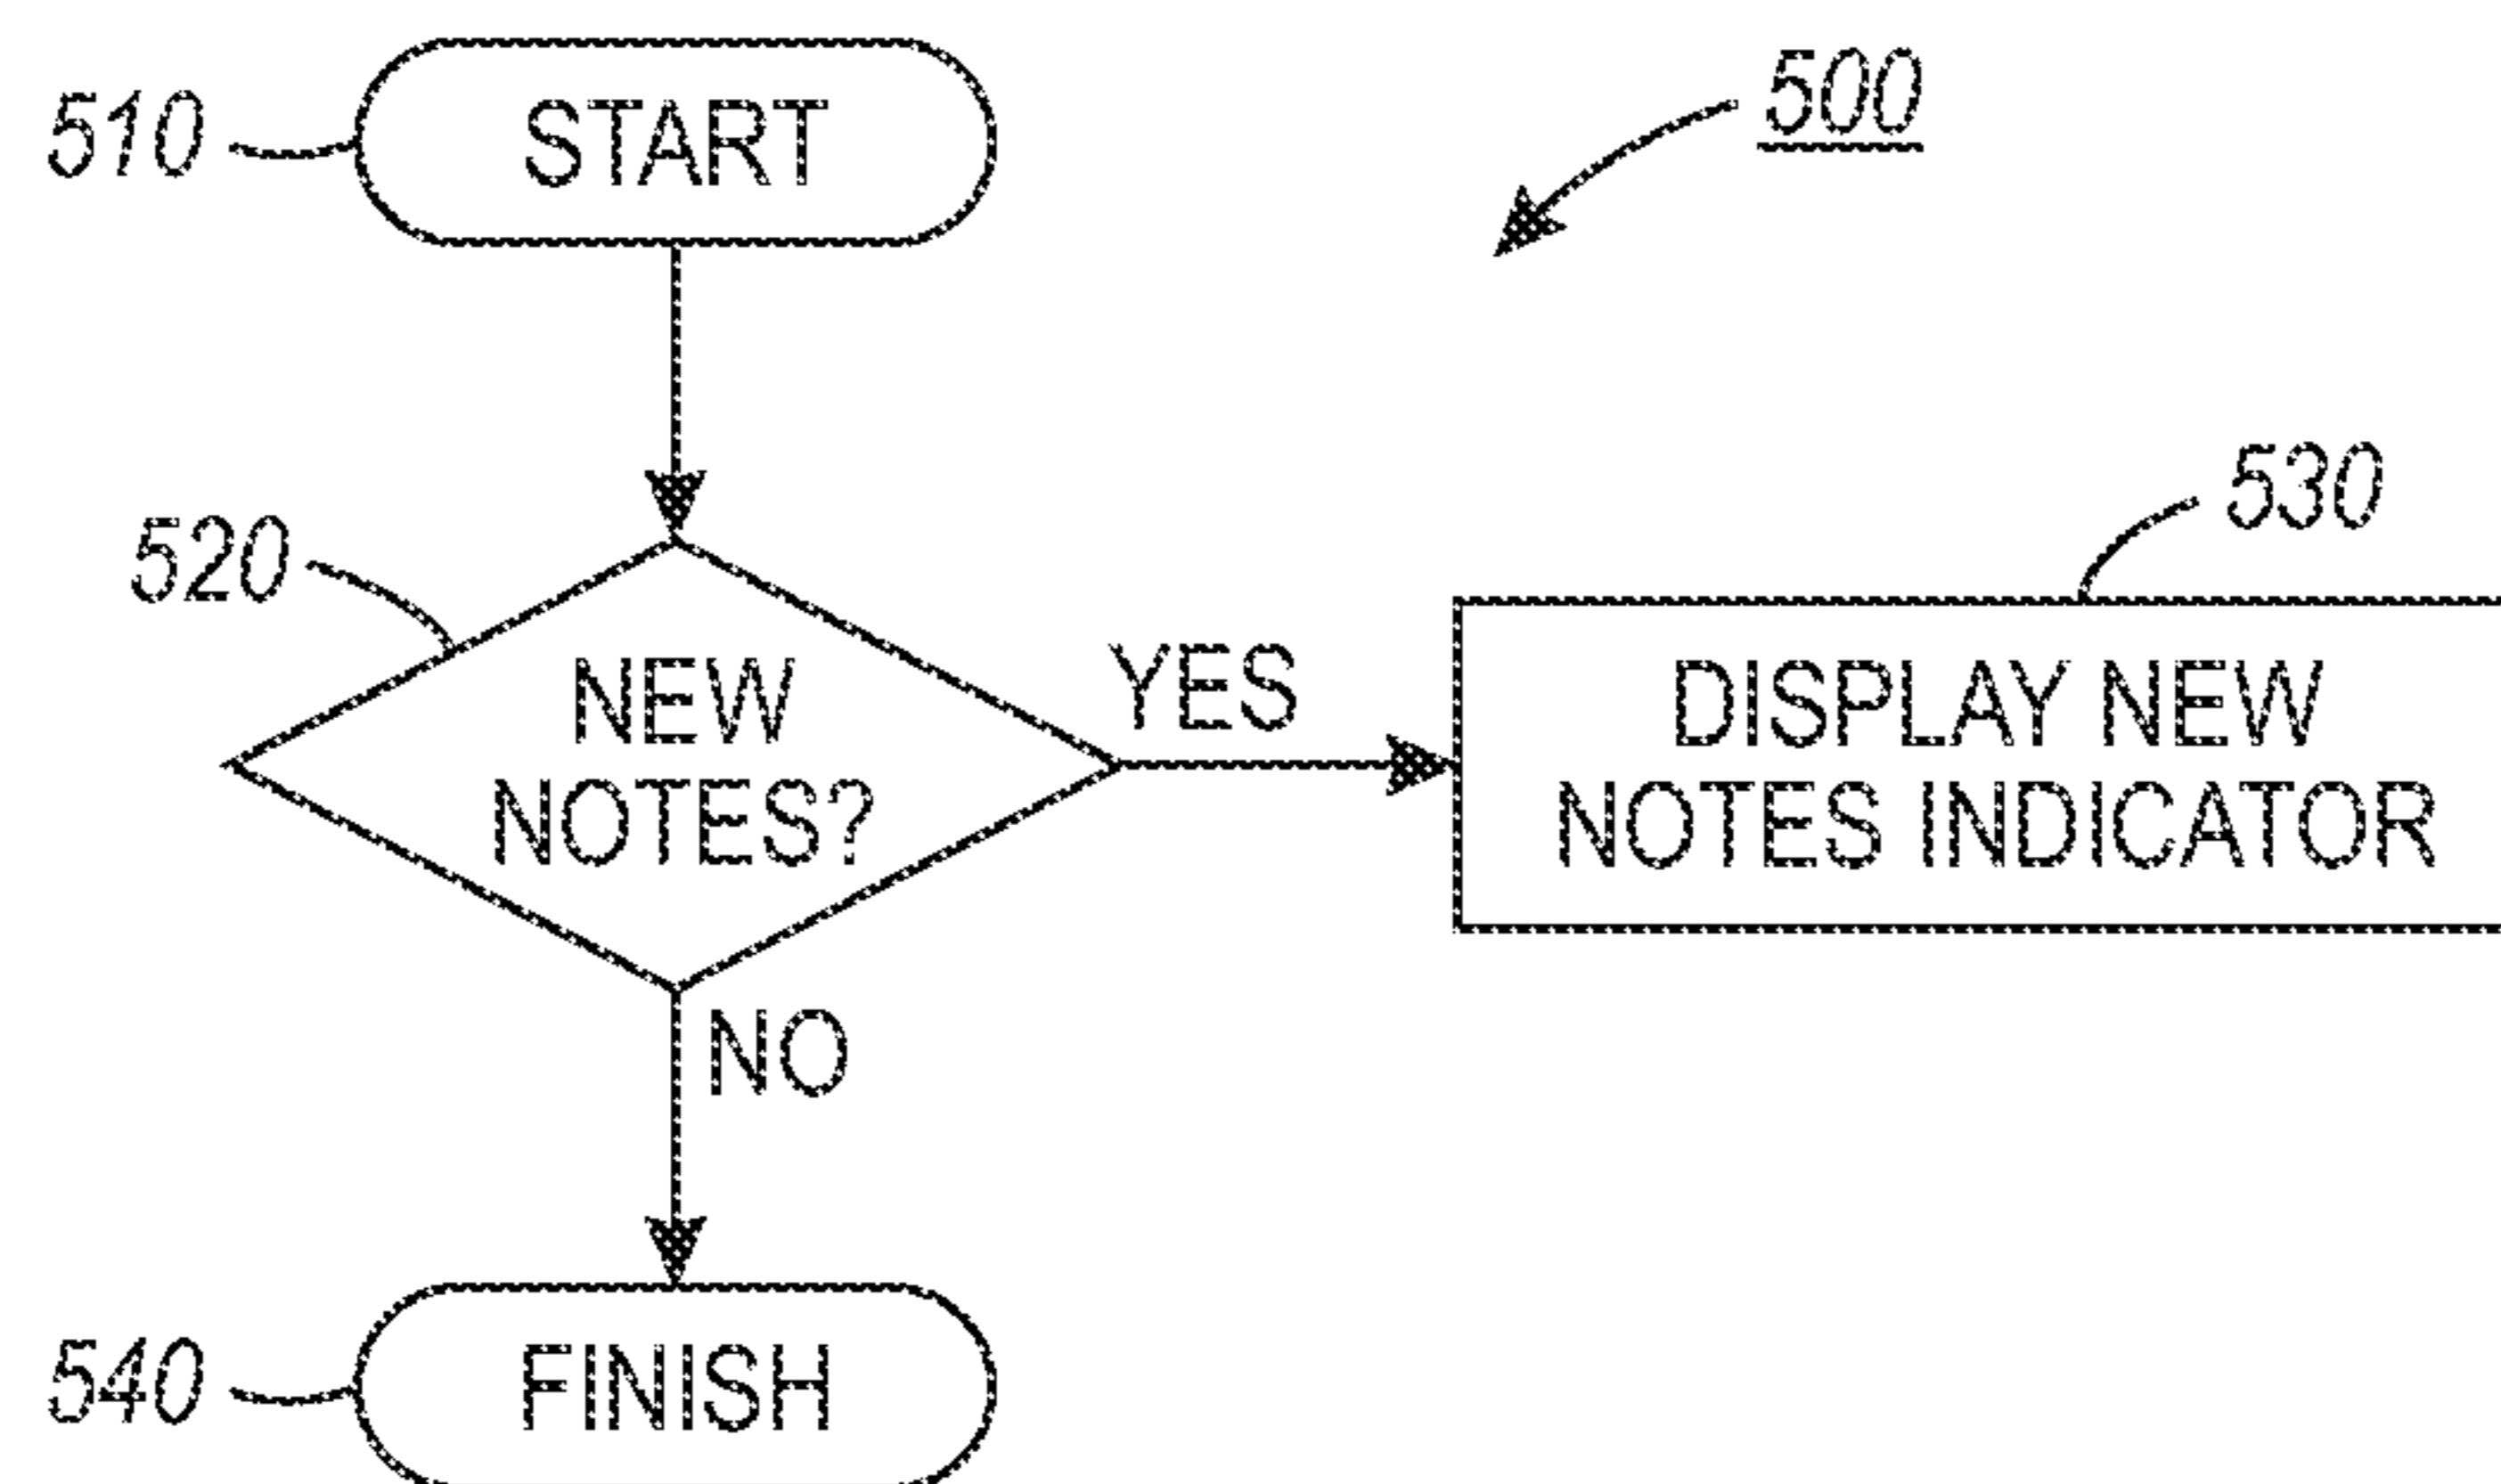 510
START
500
520
NEW
NOTES?
YES
530
DISPLAY NEW
NOTES INDICATOR
NO
540
FINISH